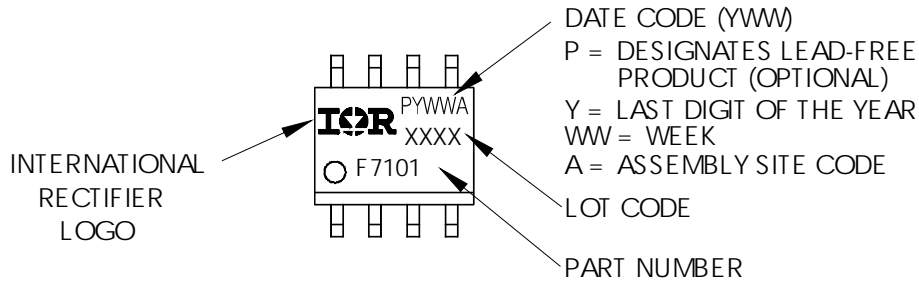 DATE CODE (YWW)
P = DESIGNATES LEAD-FREE
PRODUCT (OPTIONAL)
Y = LAST DIGIT OF THE YEAR
WW = WEEK
A = ASSEMBLY SITE CODE
LOT CODE
PART NUMBER
INTERNATIONAL
RECTIFIER
LOGO
IOR
PYWWA
XXXX
F7101